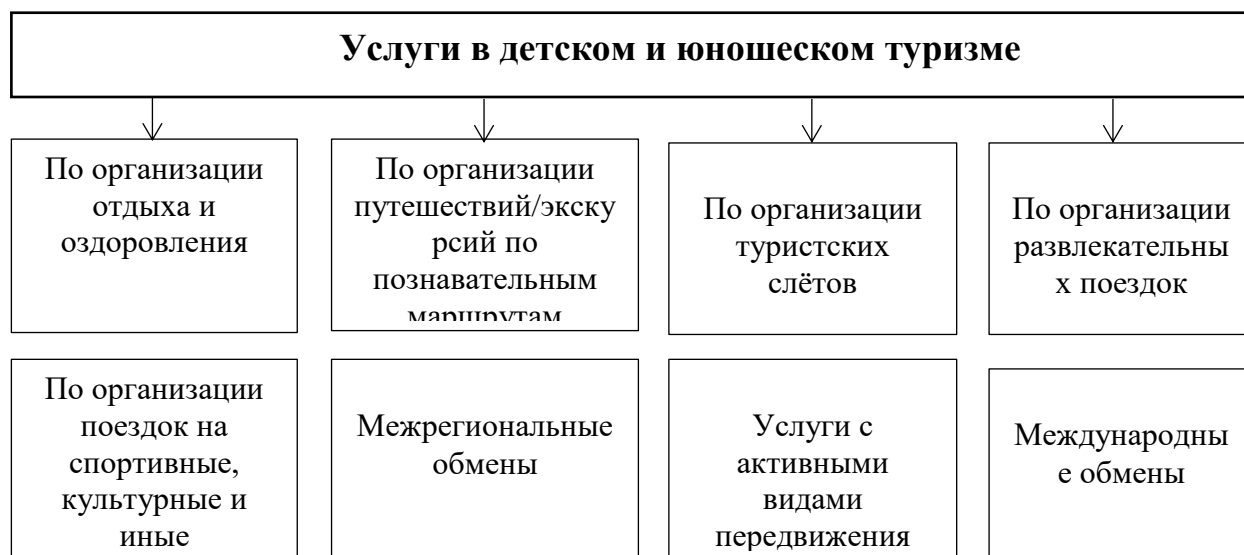 Услуги в детском и юношеском туризме
По организации
отдыха и
оздоровления
По организации
путешествий/экску
рсий по
познавательным
маршрутам
По организации
туристских
слётов
По организации
развлекательны
х поездок
По организации
поездок на
спортивные,
культурные и
иные
Межрегиональные
обмены
Услуги с
активными
видами
передвижения
Международны
е обмены